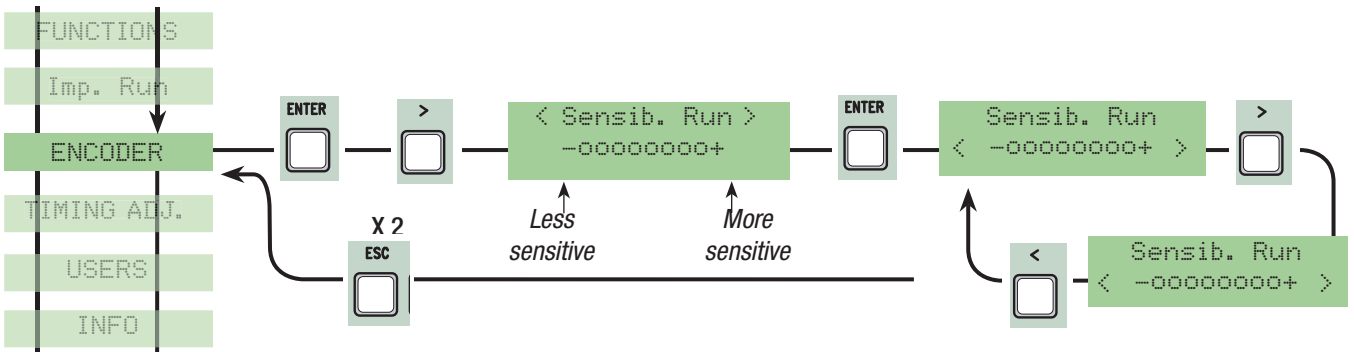 FUNCTIONS
Imp. Run
ENCODER
TIMING ADJ.
USERS
INFO
ENTER
>
< Sensib. Run >
-oooooooo+
Less
sensitive
More
sensitive
ENTER
Sensib. Run
< -oooooooo+ >
>
Sensib. Run
< -oooooooo+ >
<
X 2
ESC